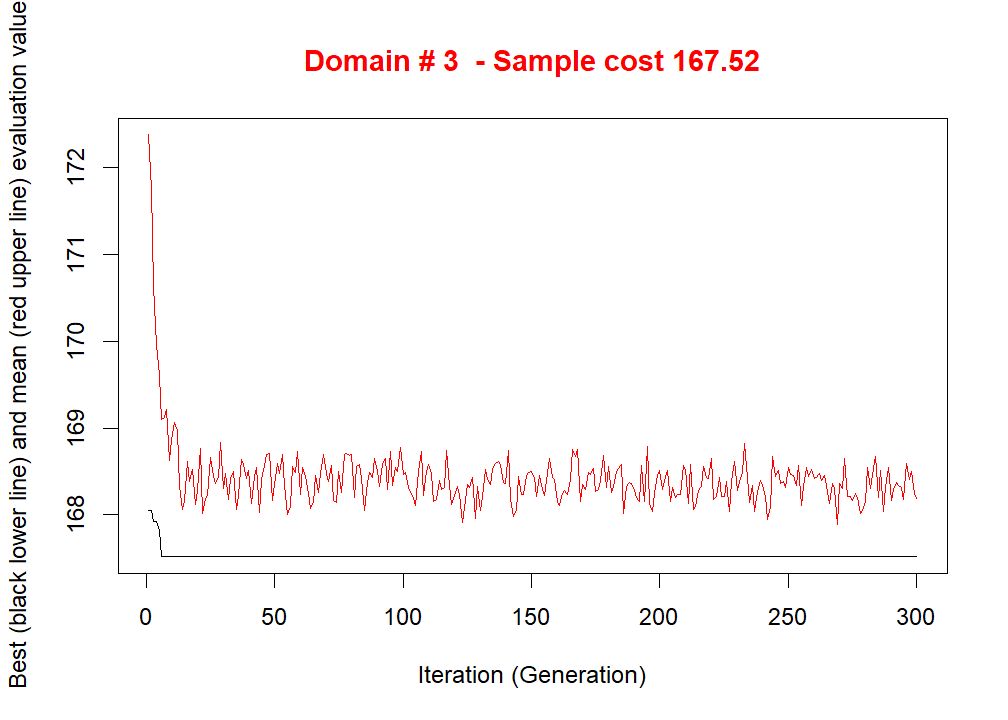 Domain # 3 - Sample cost 167.52
Best (black lower line) and mean (red upper line) evaluation value
172
171
170
169
168
0 50 100 150 200 250 300
Iteration (Generation)